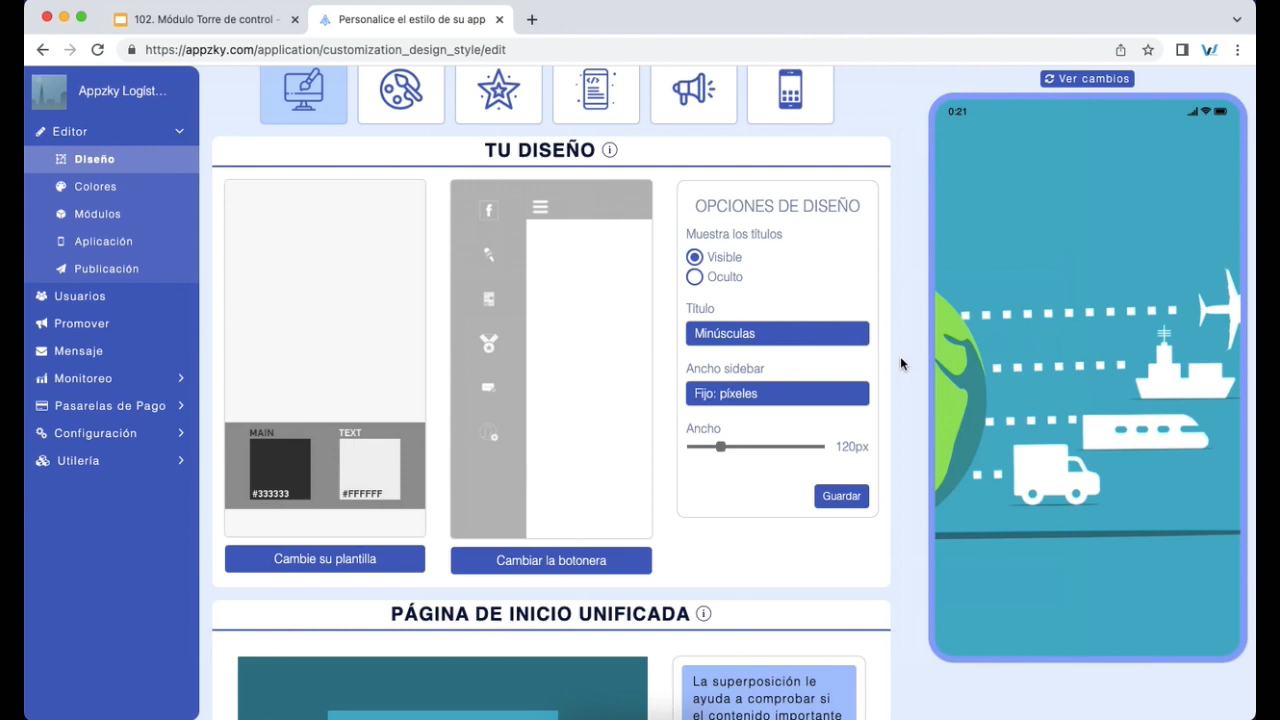 102. Módulo Torre de control -
Personalice el estilo de su app
https://appzky.com/application/customization_design_style/edit
Appzky Logíst...
Editor
Diseño
Colores
Módulos
Aplicación
Publicación
Usuarios
Promover
Mensaje
Monitoreo
Pasarelas de Pago
Configuración
Utilería
TU DISEÑO
MAIN
TEXT
#333333
#FFFFFF
Cambie su plantilla
Cambiar la botonera
OPCIONES DE DISEÑO
Muestra los títulos
Visible
Oculto
Título
Minúsculas
Ancho sidebar
Fijo: píxeles
Ancho
120px
Guardar
PÁGINA DE INICIO UNIFICADA
La superposición le
ayuda a comprobar si
el contenido importante
Ver cambios
0:21